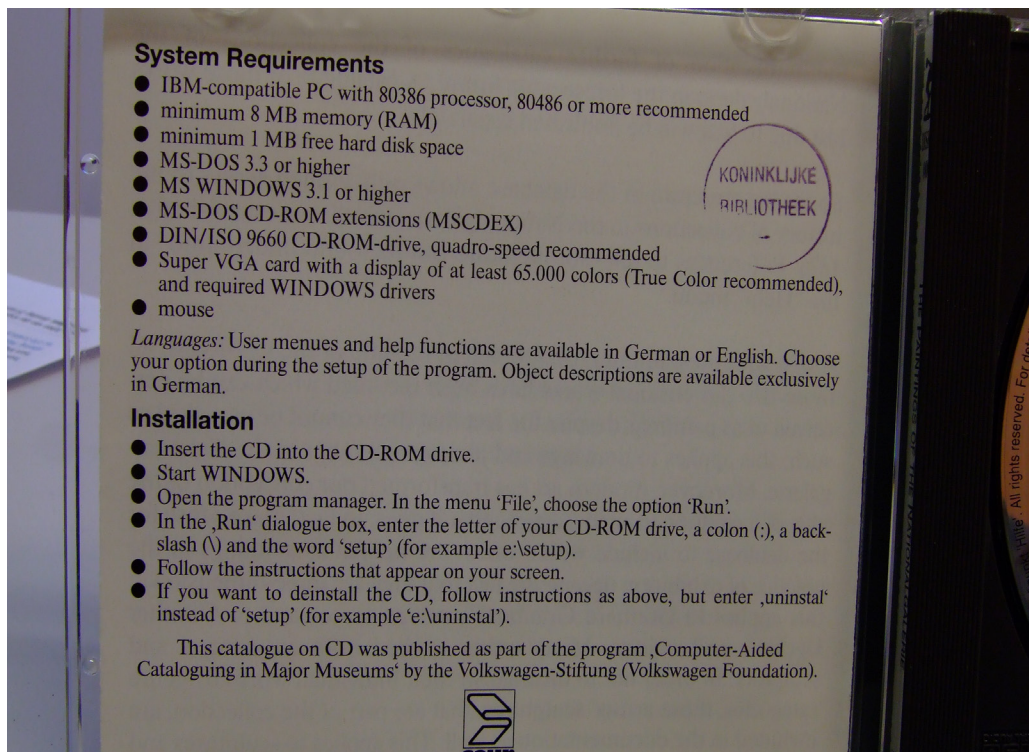 System Requirements
● IBM-compatible PC with 80386 processor, 80486 or more recommended
● minimum 8 MB memory (RAM)
● minimum 1 MB free hard disk space
● MS-DOS 3.3 or higher
● MS WINDOWS 3.1 or higher
● MS-DOS CD-ROM extensions (MSCDEX)
● DIN/ISO 9660 CD-ROM-drive, quadro-speed recommended
● Super VGA card with a display of at least 65.000 colors (True Color recommended),
and required WINDOWS drivers
● mouse
KONINKLIJKE
BIBLIOTHEEK
Languages: User menues and help functions are available in German or English. Choose
your option during the setup of the program. Object descriptions are available exclusively
in German.
Installation
● Insert the CD into the CD-ROM drive.
● Start WINDOWS.
● Open the program manager. In the menu ‘File’, choose the option ‘Run’.
● In the ‚Run‘ dialogue box, enter the letter of your CD-ROM drive, a colon (:), a back-
slash (\) and the word ‘setup’ (for example e:\setup).
● Follow the instructions that appear on your screen.
● If you want to deinstall the CD, follow instructions as above, but enter ‚uninstal‘
instead of ‘setup’ (for example ‘e:\uninstal’).
This catalogue on CD was published as part of the program ‚Computer-Aided
Cataloguing in Major Museums‘ by the Volkswagen-Stiftung (Volkswagen Foundation).
All rights reserved. For